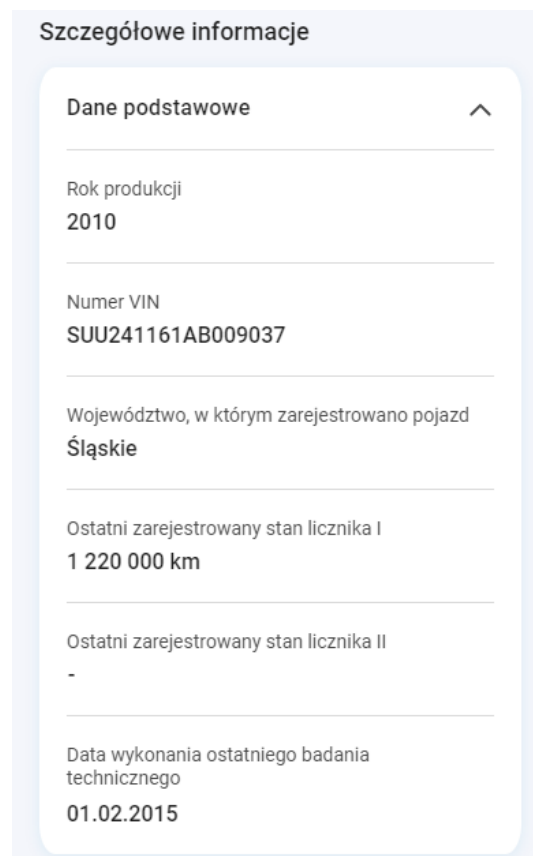 Szczegółowe informacje
Dane podstawowe
Rok produkcji
2010
Numer VIN
SUU241161AB009037
Województwo, w którym zarejestrowano pojazd
Śląskie
Ostatni zarejestrowany stan licznika I
1 220 000 km
Ostatni zarejestrowany stan licznika II
-
Data wykonania ostatniego badania
technicznego
01.02.2015